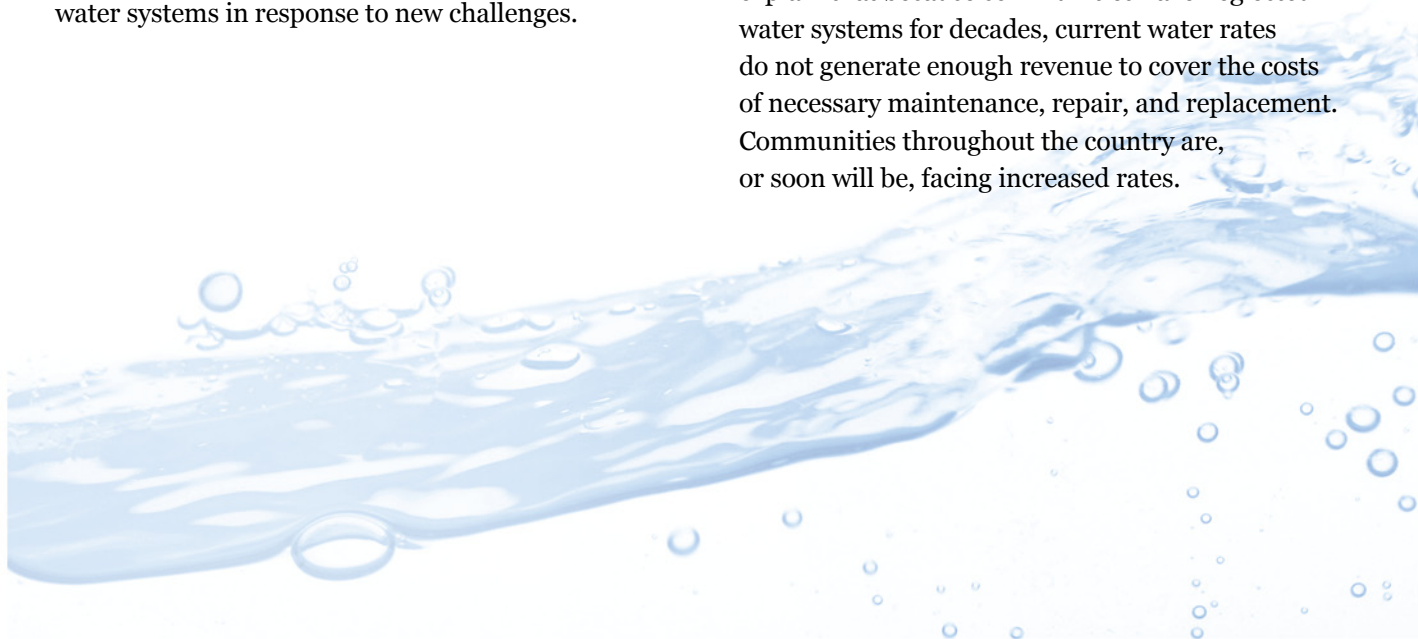 water systems in response to new challenges.
water systems for decades, current water rates
do not generate enough revenue to cover the costs
of necessary maintenance, repair, and replacement.
Communities throughout the country are,
or soon will be, facing increased rates.